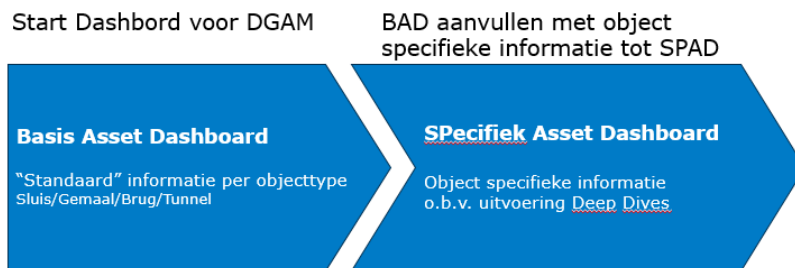 Start Dashbord voor DGAM
BAD aanvullen met object
specifieke informatie tot SPAD
Basis Asset Dashboard
“Standaard” informatie per objecttype
Sluis/Gemaal/Brug/Tunnel
SPecifiek Asset Dashboard
Object specifieke informatie
o.b.v. uitvoering Deep Dives